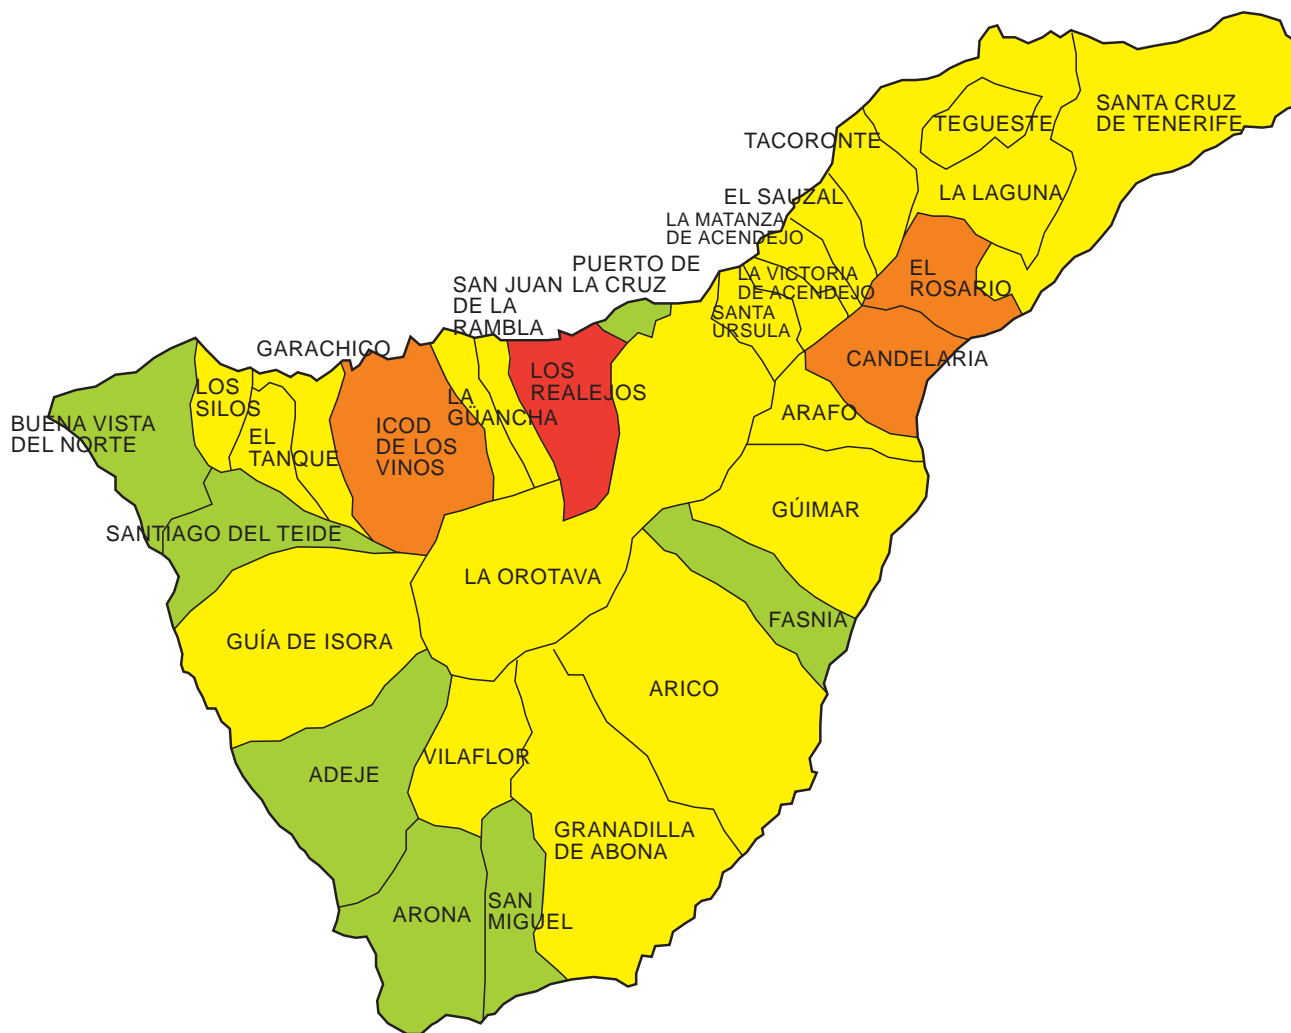 SANTA CRUZ
DE TENERIFE
TEGUESTE
TACORONTE
LA LAGUNA
EL SAUZAL
LA MATANZA
DE ACENDEJO
PUERTO DE
LA CRUZ
LA VICTORIA
DE ACENDEJO
EL
ROSARIO
SAN JUAN
DE LA
RAMBLA
SANTA
ÚRSULA
GARACHICO
CANDELARIA
LOS
REALEJOS
LOS
SILOS
LA
GÜANCHA
ARAFO
BUENA VISTA
DEL NORTE
EL
TANQUE
ICOD
DE LOS
VINOS
GÚIMAR
SANTIAGO DEL TEIDE
LA OROTAVA
FASNIA
GUÍA DE ISORA
ARICO
VILAFLOR
ADEJE
GRANADILLA
DE ABONA
ARONA
SAN
MIGUEL